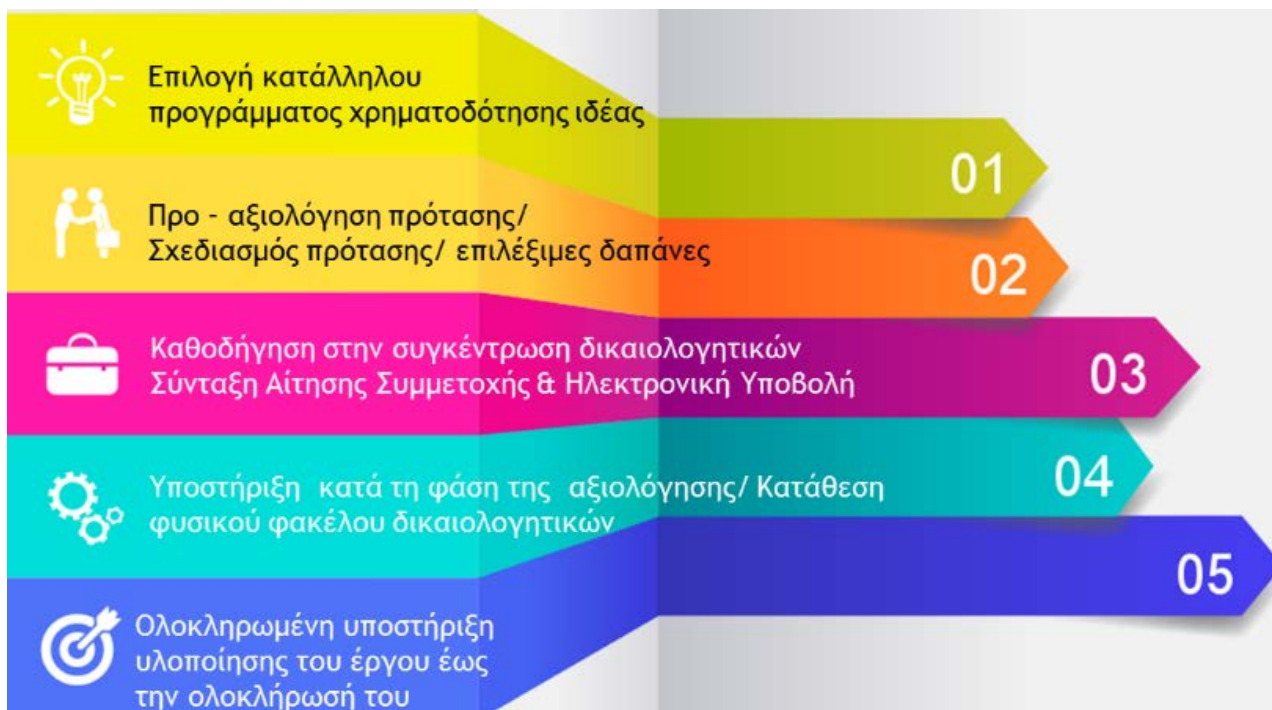 Επιλογή κατάλληλου
προγράμματος χρηματοδότησης ιδέας
01
Προ - αξιολόγηση πρότασης/
Σχεδιασμός πρότασης/ επιλέξιμες δαπάνες
02
Καθοδήγηση στην συγκέντρωση δικαιολογητικών
Σύνταξη Αίτησης Συμμετοχής & Ηλεκτρονική Υποβολή
03
Υποστήριξη κατά τη φάση της αξιολόγησης/ Κατάθεση
φυσικού φακέλου δικαιολογητικών
04
Ολοκληρωμένη υποστήριξη
υλοποίησης του έργου έως
την ολοκλήρωσή του
05